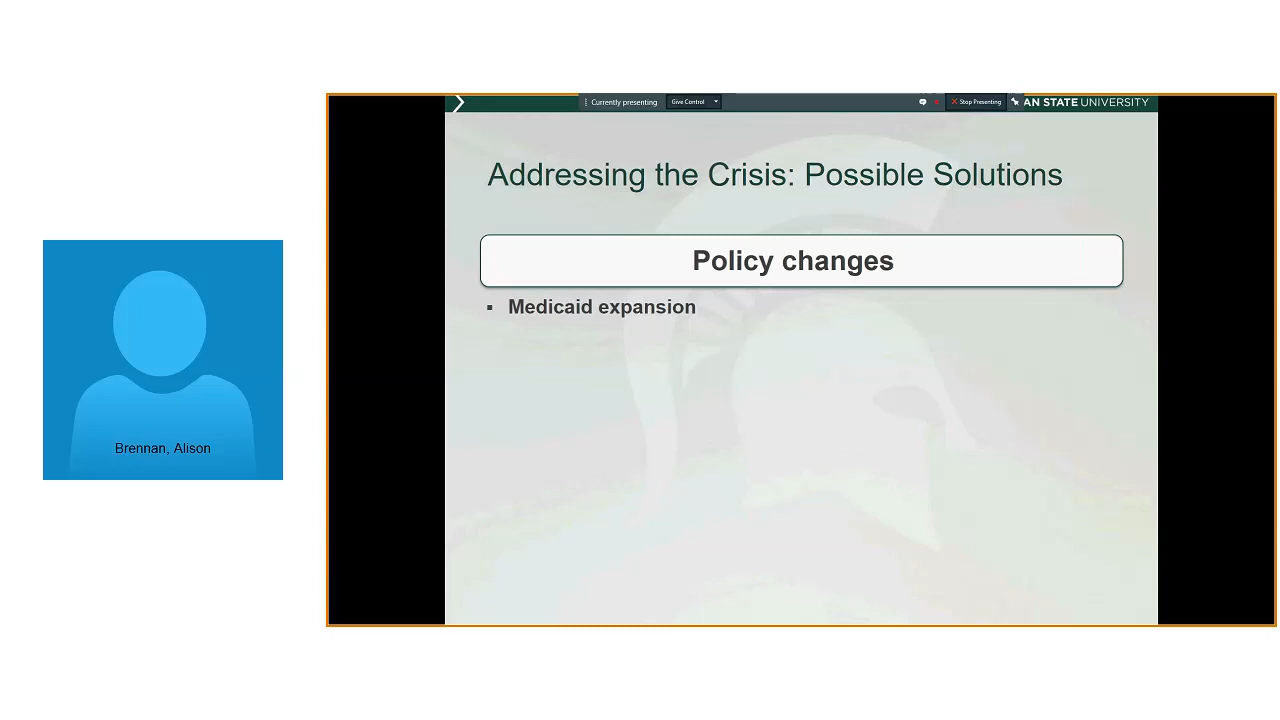 Currently presenting Give Control Stop Presenting AN STATE UNIVERSITY
Addressing the Crisis: Possible Solutions
Policy changes
▪ Medicaid expansion
Brennan, Alison